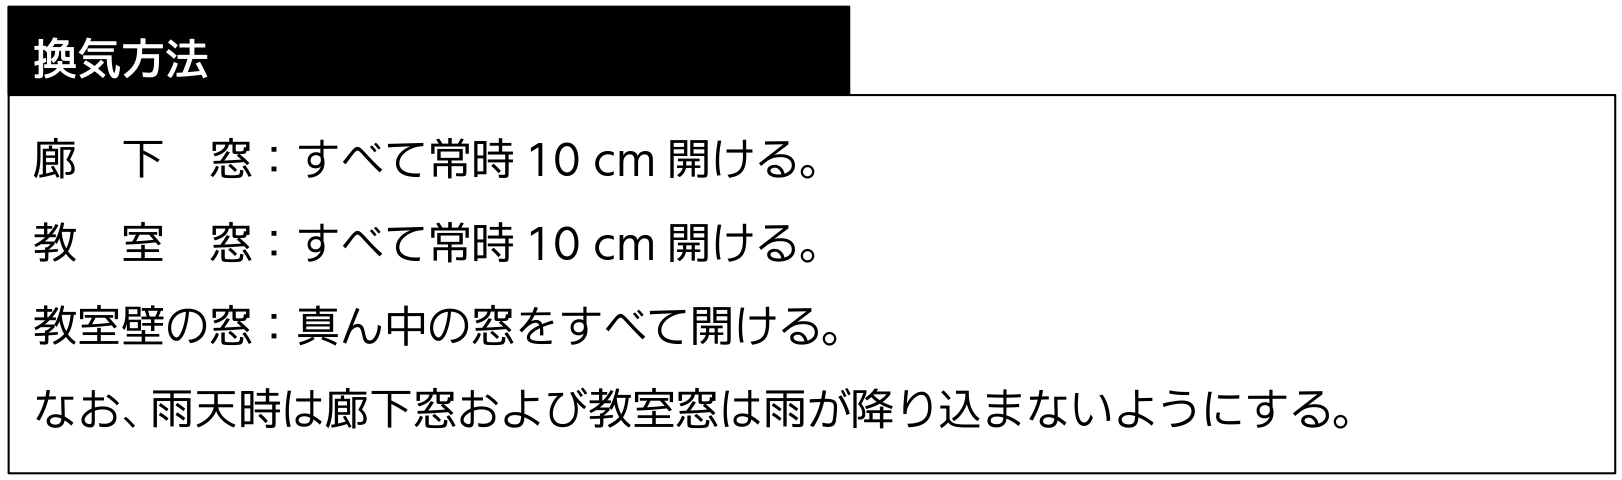 換気方法
廊　下　窓：すべて常時 10 cm 開ける。
教　室　窓：すべて常時 10 cm 開ける。
教室壁の窓：真ん中の窓をすべて開ける。
なお、雨天時は廊下窓および教室窓は雨が降り込まないようにする。